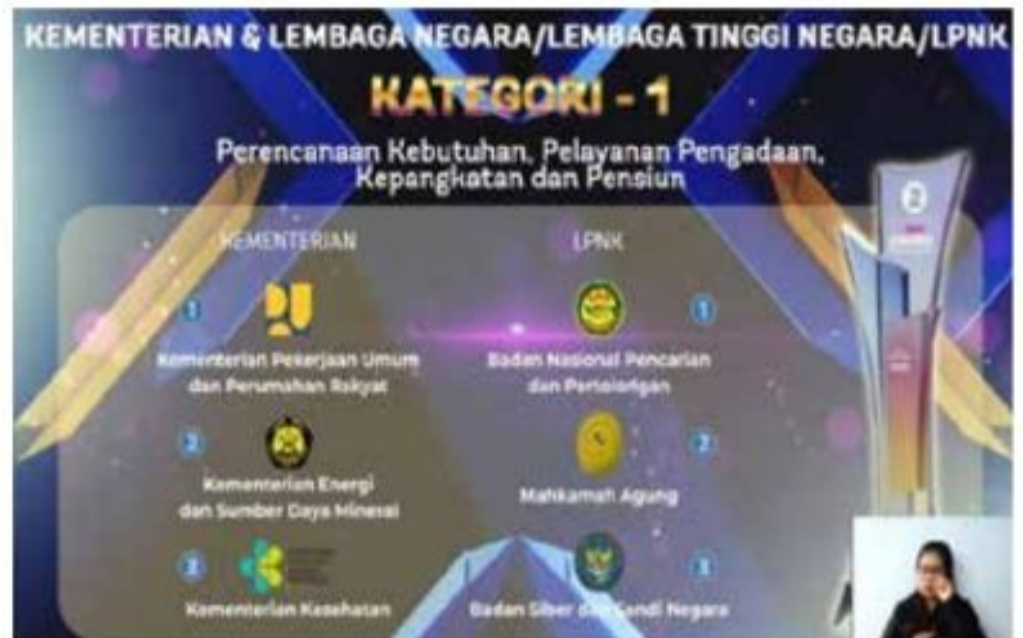 KEMENTERIAN & LEMBAGA NEGARA/LEMBAGA TINGGI NEGARA/LPNK
KATEGORI - 1
Perencanaan Kebutuhan, Pelayanan Pengadaan,
Kepangkatan dan Pensiun
KEMENTERIAN
LPNK
1
Kementerian Pekerjaan Umum
dan Perumahan Rakyat
2
Kementerian Energi
dan Sumber Daya Mineral
3
Kementerian Kesehatan
1
Badan Nasional Pencarian
dan Pertolongan
2
Mahkamah Agung
3
Badan Siber dan Sandi Negara